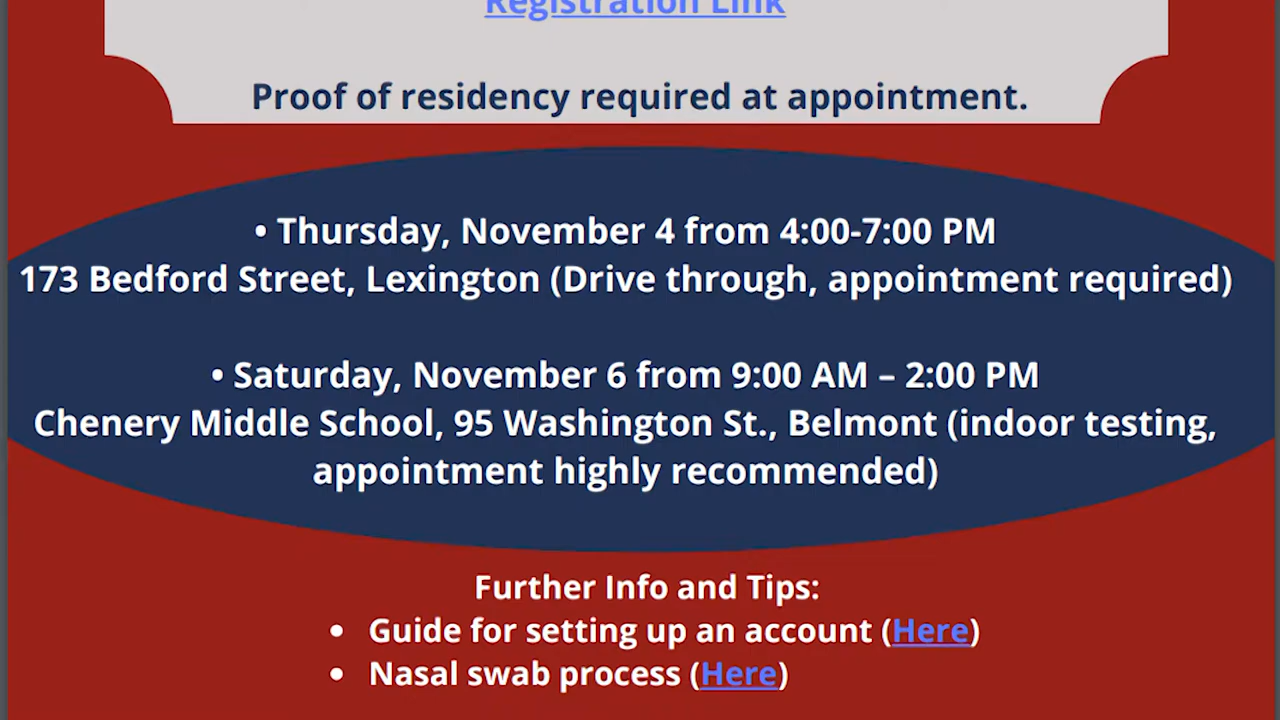 Registration Link
Proof of residency required at appointment.
• Thursday, November 4 from 4:00-7:00 PM
173 Bedford Street, Lexington (Drive through, appointment required)
• Saturday, November 6 from 9:00 AM – 2:00 PM
Chenery Middle School, 95 Washington St., Belmont (indoor testing,
appointment highly recommended)
Further Info and Tips:
• Guide for setting up an account (Here)
• Nasal swab process (Here)